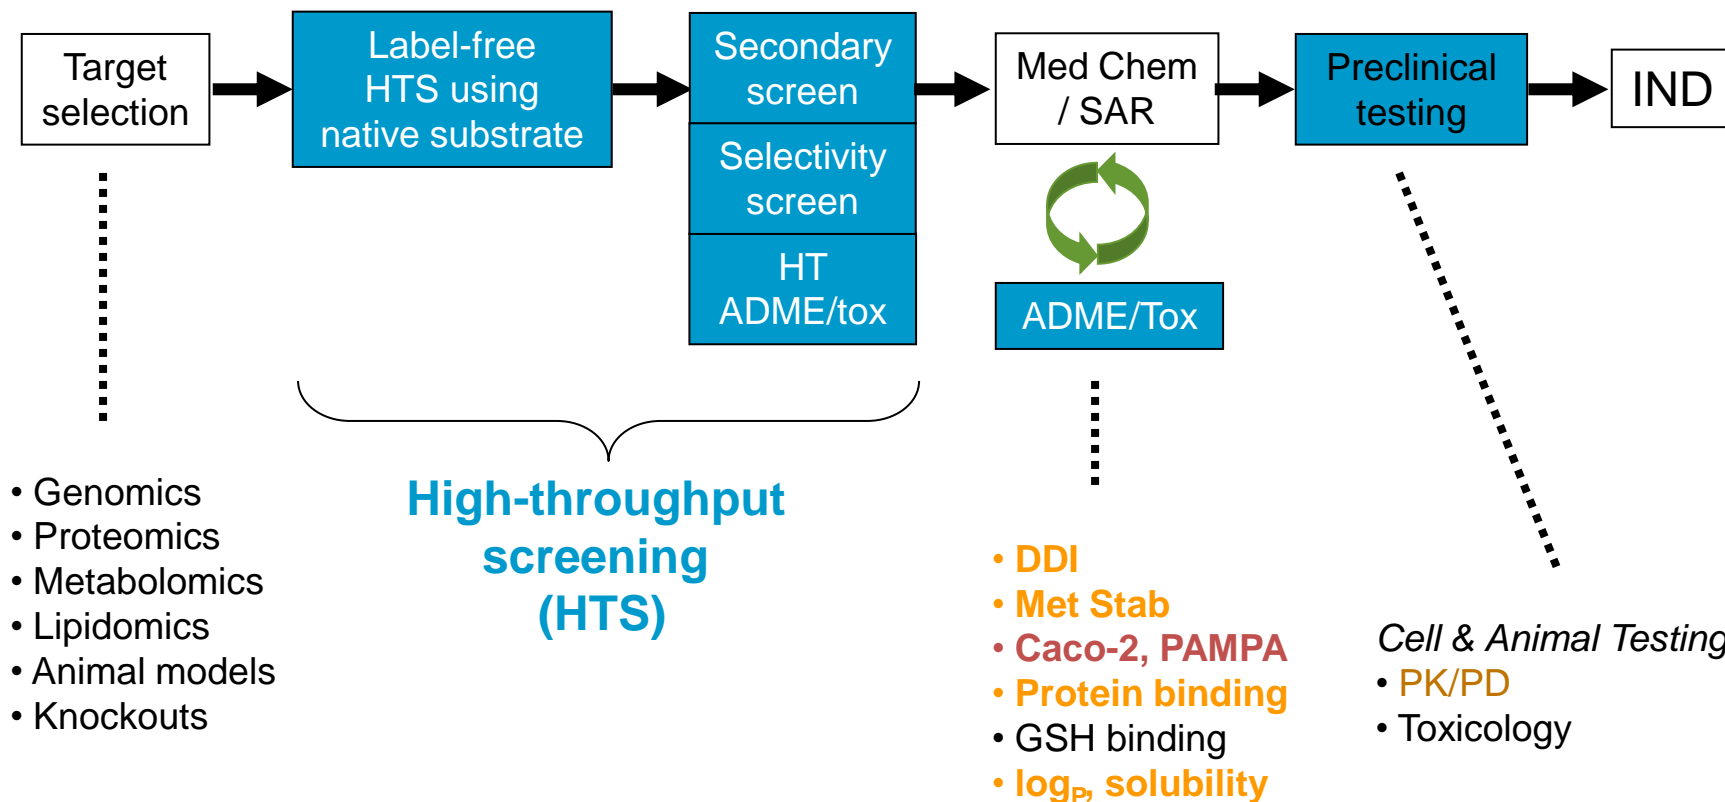 Target
selection
Label-free
HTS using
native substrate
Secondary
screen
Selectivity
screen
HT
ADME/tox
Med Chem
/ SAR
ADME/Tox
Preclinical
testing
IND
• Genomics
• Proteomics
• Metabolomics
• Lipidomics
• Animal models
• Knockouts
High-throughput
screening
(HTS)
• DDI
• Met Stab
• Caco-2, PAMPA
• Protein binding
• GSH binding
• logP, solubility
Cell & Animal Testing
• PK/PD
• Toxicology